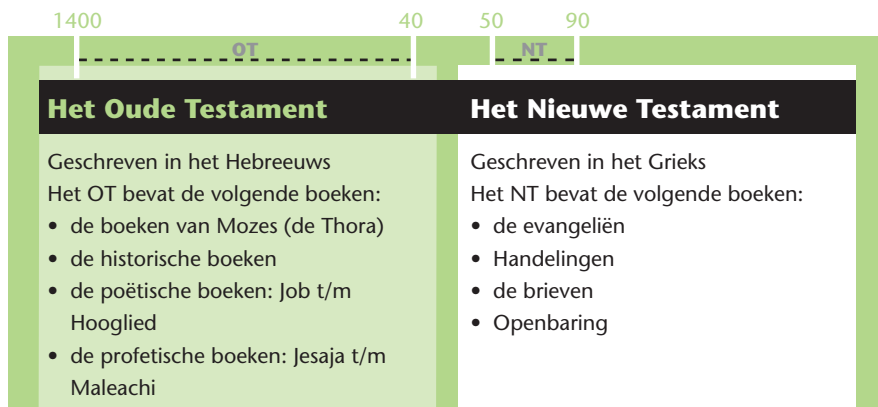 1400 40 50 90
OT NT
Het Oude Testament
Geschreven in het Hebreeuws
Het OT bevat de volgende boeken:
• de boeken van Mozes (de Thora)
• de historische boeken
• de poëtische boeken: Job t/m
Hooglied
• de profetische boeken: Jesaja t/m
Maleachi
Het Nieuwe Testament
Geschreven in het Grieks
Het NT bevat de volgende boeken:
• de evangeliën
• Handelingen
• de brieven
• Openbaring